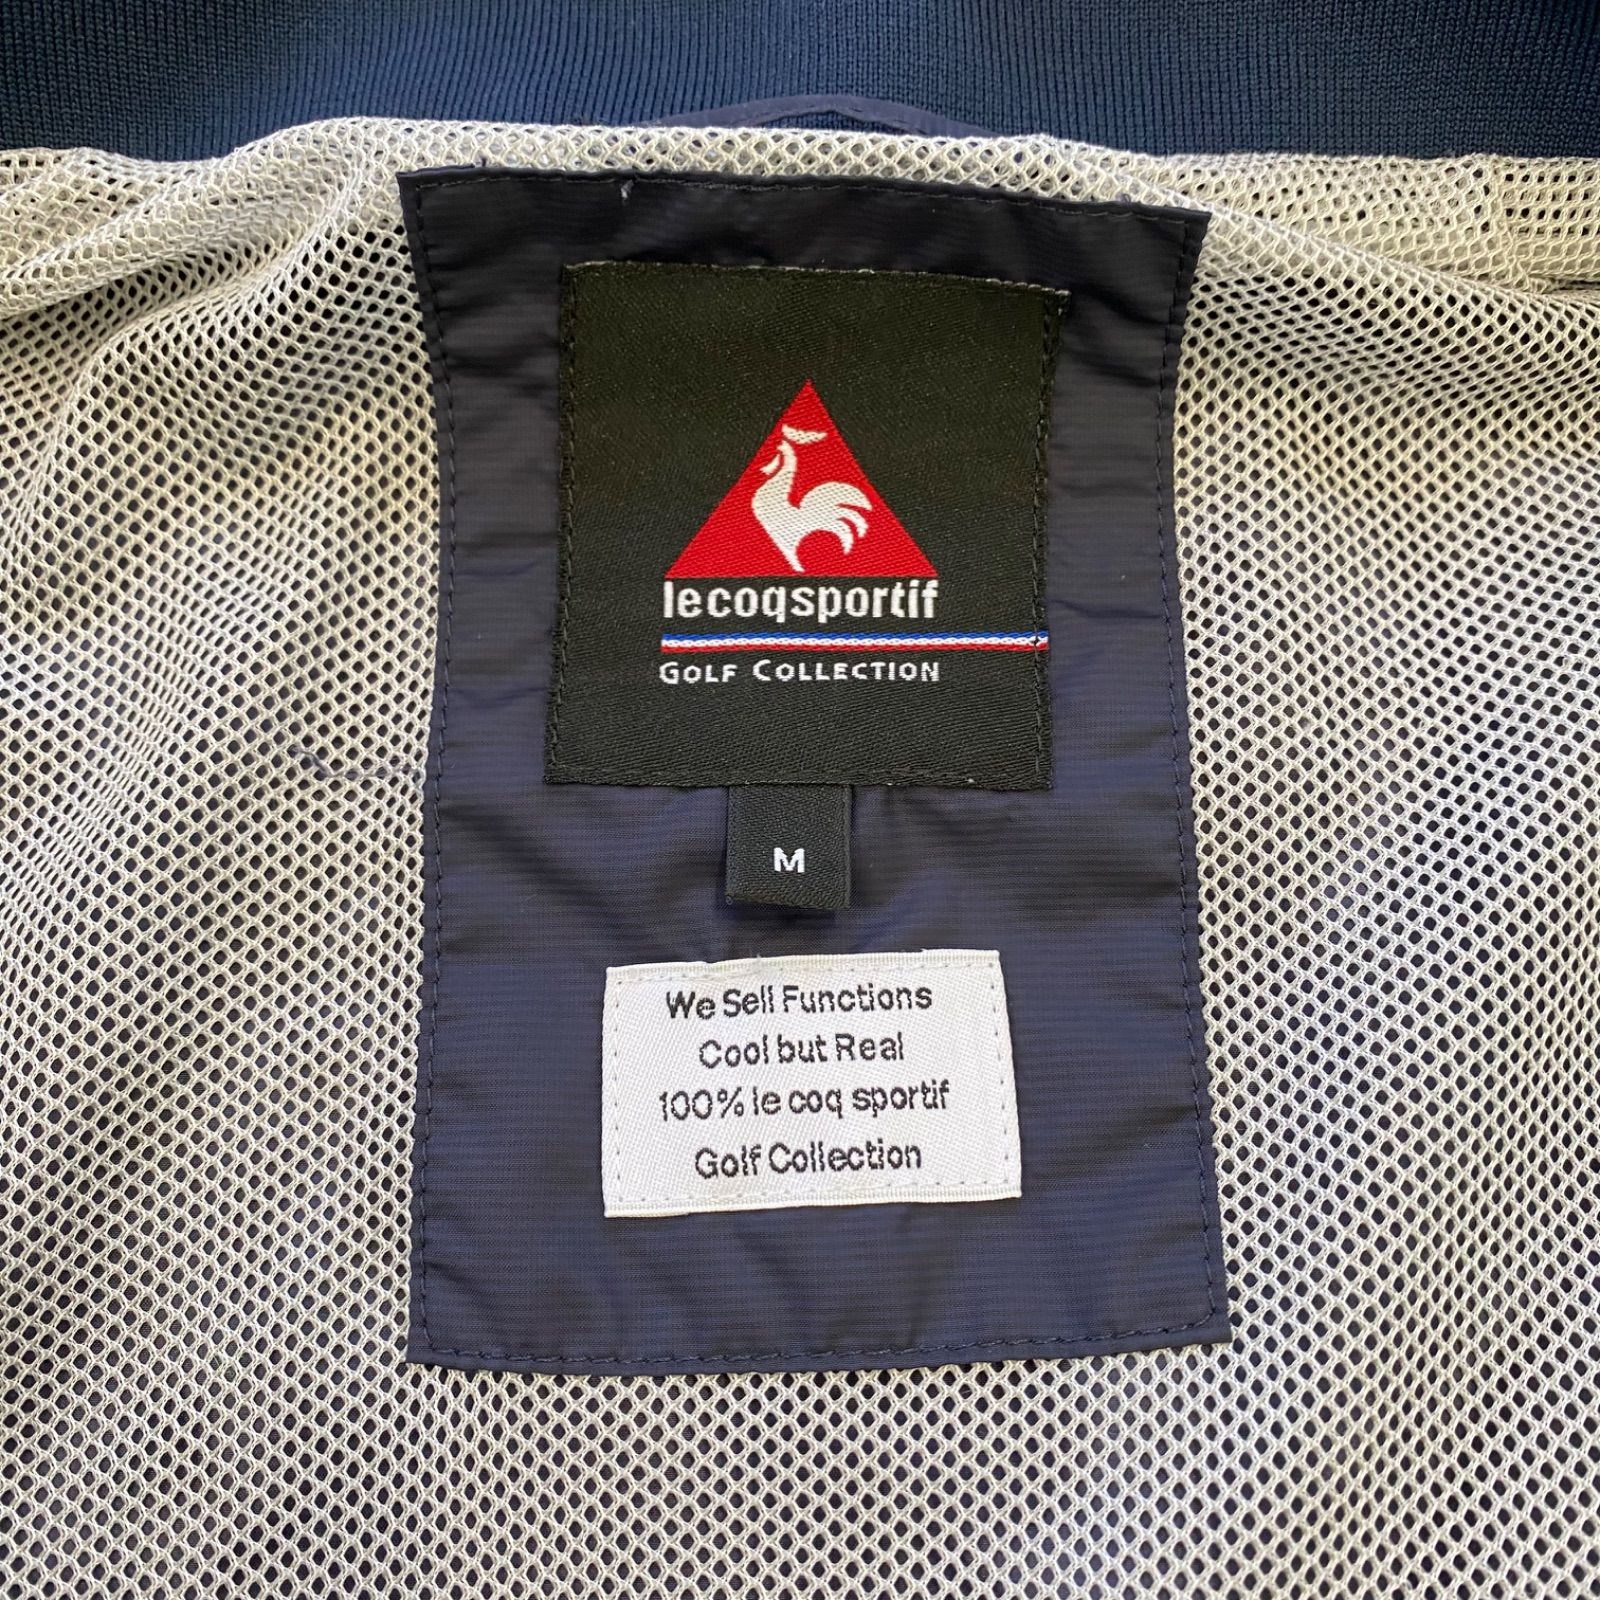 lecoqsportif
GOLF COLLECTION
M
We Sell Functions
Cool but Real
100% le coq sportif
Golf Collection